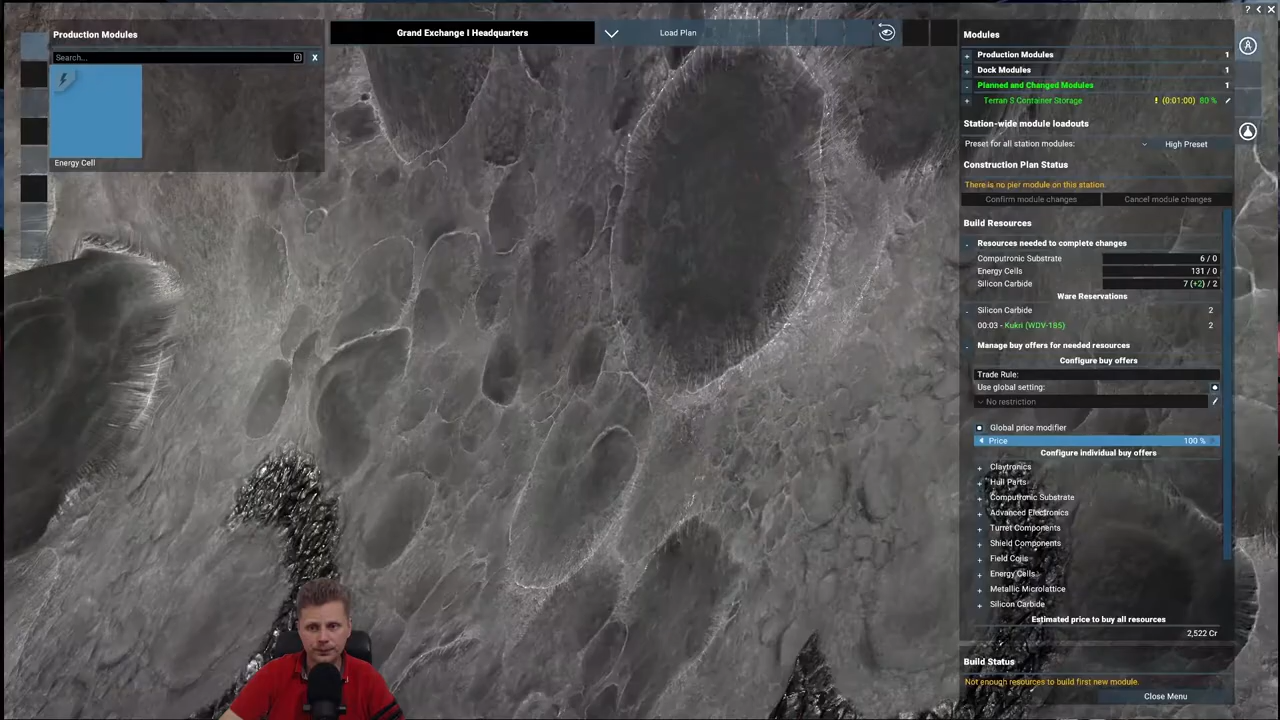 ? < X
Production Modules
Search...
X
Energy Cell
Grand Exchange I Headquarters
Load Plan
Modules
+ Production Modules 1
+ Dock Modules 1
- Planned and Changed Modules 1
+ Terran S Container Storage ! (0:01:00) 80 %
Station-wide module loadouts
Preset for all station modules: High Preset
Construction Plan Status
There is no pier module on this station.
Confirm module changes Cancel module changes
Build Resources
- Resources needed to complete changes
Computronic Substrate 6 / 0
Energy Cells 131 / 0
Silicon Carbide 7 (+2) / 2
Ware Reservations
- Silicon Carbide 2
00:03 - Kukri (WDV-185) 2
- Manage buy offers for needed resources
Configure buy offers
Trade Rule:
Use global setting:
No restriction
Global price modifier
Price 100 %
Configure individual buy offers
+ Claytronics
+ Hull Parts
+ Computronic Substrate
+ Advanced Electronics
+ Turret Components
+ Shield Components
+ Field Coils
+ Energy Cells
+ Metallic Microlattice
+ Silicon Carbide
Estimated price to buy all resources
2,522 Cr
Build Status
Not enough resources to build first new module.
Close Menu